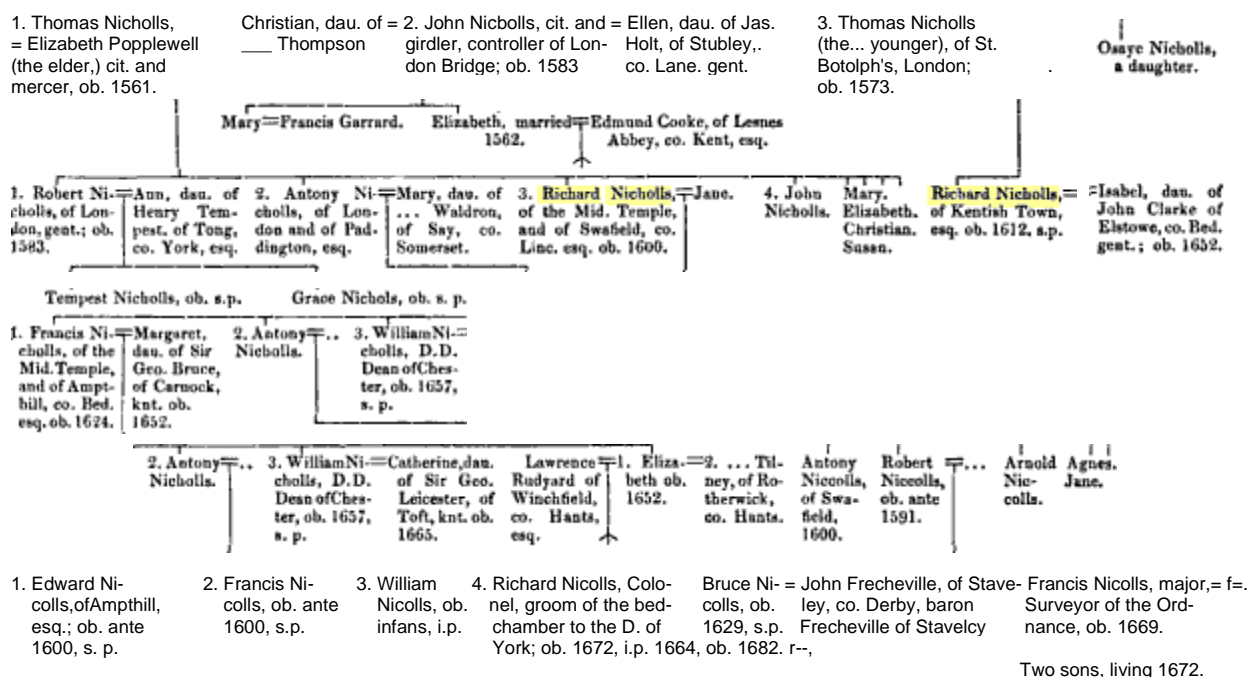 1. Thomas Nicholls,
= Elizabeth Popplewell
(the elder,) cit. and
mercer, ob. 1561.
Christian, dau. of = 2. John Nicbolls, cit. and = Ellen, dau. of Jas.
___ Thompson
girdler, controller of Lon-
don Bridge; ob. 1583
Holt, of Stubley,.
co. Lane. gent.
3. Thomas Nicholls
(the... younger), of St.
Botolph's, London;
ob. 1573.
Osaye Nicholls,
a daughter.
Mary=Francis Garrard.
Elizabeth, married=Edmund Cooke, of Lesnes
1562.
Abbey, co. Kent, esq.
1. Robert Ni-
cholls, of Lon-
don, gent.; ob.
1583.
=Ann, dau. of
Henry Tem-
pest. of Tong,
co. York, esq.
2. Antony Ni-
cholls, of Lon-
don and of Pad-
dington, esq.
=Mary, dau. of
... Waldron,
of Say, co.
Somerset.
3. Richard Nicholls,=Jane.
of the Mid. Temple,
and of Swafield, co.
Linc. esq. ob. 1600.
4. John
Nicholls.
Mary.
Elizabeth.
Christian.
Susan.
Richard Nicholls,=
of Kentish Town,
esq. ob. 1612, s.p.
=Isabel, dau. of
John Clarke of
Elstowe, co. Bed.
gent.; ob. 1652.
Tempest Nicholls, ob. s.p.
Grace Nichols, ob. s. p.
1. Francis Ni-
cholls, of the
Mid. Temple,
and of Ampt-
hill, co. Bed.
esq. ob. 1624.
=Margaret,
dau. of Sir
Geo. Bruce,
of Carnock,
knt. ob.
1652.
2. Antony=..
Nicholls.
3. William Ni-=
cholls, D.D.
Dean of Ches-
ter, ob. 1657,
s. p.
2. Antony=..
Nicholls.
3. William Ni-
cholls, D.D.
Dean of Ches-
ter, ob. 1657,
s. p.
=Catherine, dau.
of Sir Geo.
Leicester, of
Toft, knt. ob.
1665.
Lawrence
Rudyard of
Winchfield,
co. Hants,
esq.
=1. Eliza-
beth ob.
1652.
=2. ... Til-
ney, of Ro-
therwick,
co. Hants.
Antony
Niccolls,
of Swa-
field,
1600.
Robert =...
Niccolls,
ob. ante
1591.
Arnold
Nic-
colls.
Agnes.
Jane.
1. Edward Ni-
colls,ofAmpthill,
esq.; ob. ante
1600, s. p.
2. Francis Ni-
colls, ob. ante
1600, s.p.
3. William
Nicolls, ob.
infans, i.p.
4. Richard Nicolls, Colo-
nel, groom of the bed-
chamber to the D. of
York; ob. 1672, i.p. 1664, ob. 1682. r--,
Bruce Ni- = John Frecheville, of Stave-
colls, ob.
1629, s.p.
ley, co. Derby, baron
Frecheville of Stavelcy
Francis Nicolls, major,= f=.
Surveyor of the Ord-
nance, ob. 1669.
Two sons, living 1672.